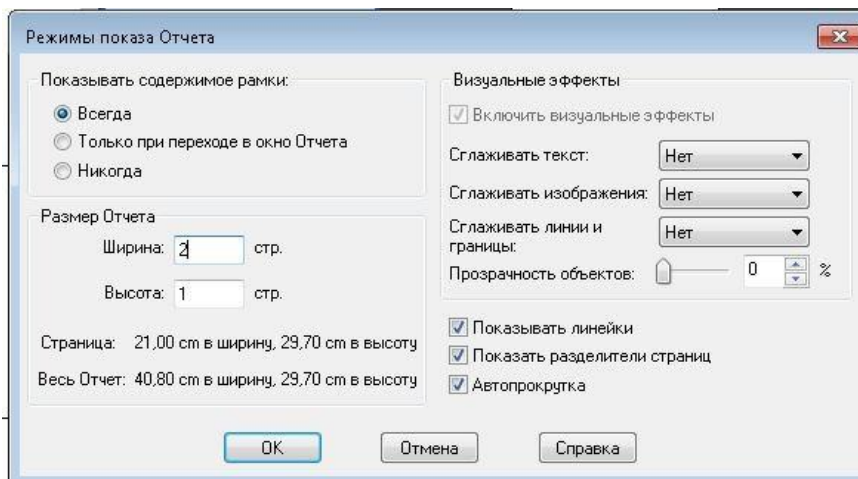 Режимы показа Отчета
Показывать содержимое рамки:
Всегда
Только при переходе в окно Отчета
Никогда
Размер Отчета
Ширина: 2 стр.
Высота: 1 стр.
Страница: 21,00 cm в ширину, 29,70 cm в высоту
Весь Отчет: 40,80 cm в ширину, 29,70 cm в высоту
Визуальные эффекты
Включить визуальные эффекты
Сглаживать текст: Нет
Сглаживать изображения: Нет
Сглаживать линии и
границы: Нет
Прозрачность объектов: 0 %
Показывать линейки
Показать разделители страниц
Автопрокрутка
OK Отмена Справка